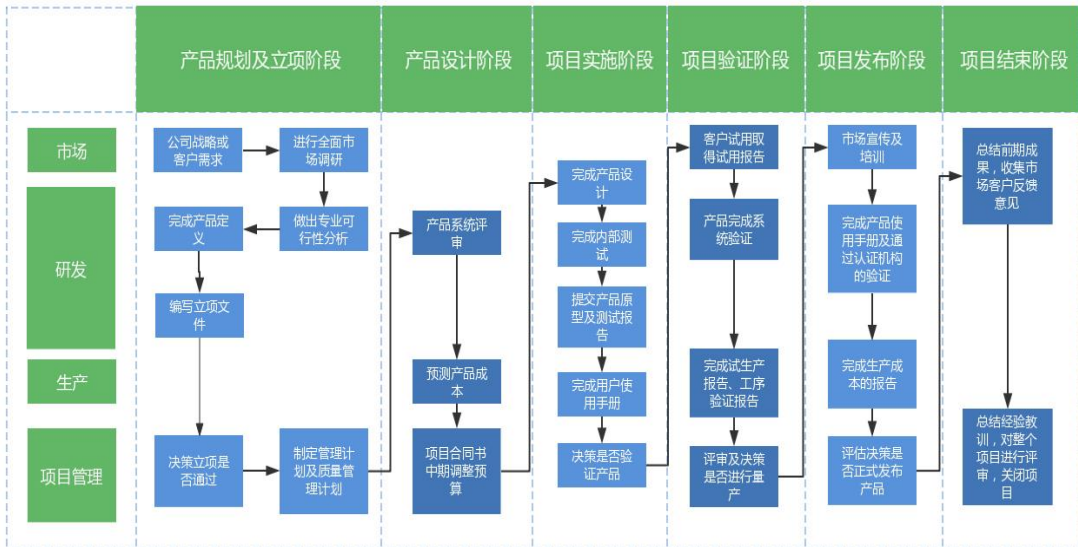 产品规划及立项阶段
产品设计阶段
项目实施阶段
项目验证阶段
项目发布阶段
项目结束阶段
市场
研发
生产
项目管理
公司战略或
客户需求
进行全面市
场调研
完成产品定
义
做出专业可
行性分析
编写立项文
件
决策立项是
否通过
制定管理计
划及质量管
理计划
产品系统评
审
预测产品成
本
项目合同书
中期调整预
算
完成产品设
计
完成内部测
试
提交产品原
型及测试报
告
完成用户使
用手册
决策是否验
证产品
客户试用取
得试用报告
产品完成系
统验证
完成试生产
报告、工序
验证报告
评审及决策
是否进行量
产
市场宣传及
培训
完成产品使
用手册及通
过认证机构
的验证
完成生产成
本的报告
评估决策是
否正式发布
产品
总结前期成
果，收集市
场客户反馈
意见
总结经验教
训，对整个
项目进行评
审，关闭项
目